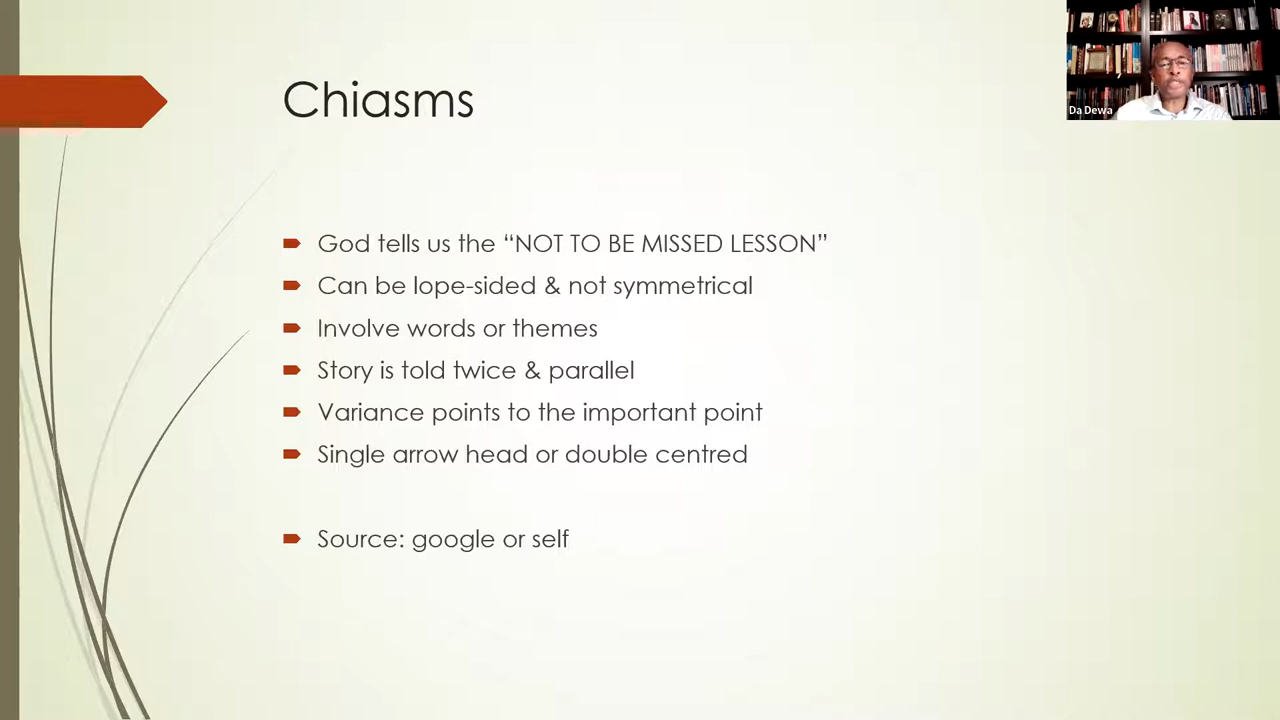 Chiasms
Da Dewa
God tells us the “NOT TO BE MISSED LESSON”
Can be lope-sided & not symmetrical
Involve words or themes
Story is told twice & parallel
Variance points to the important point
Single arrow head or double centred
Source: google or self